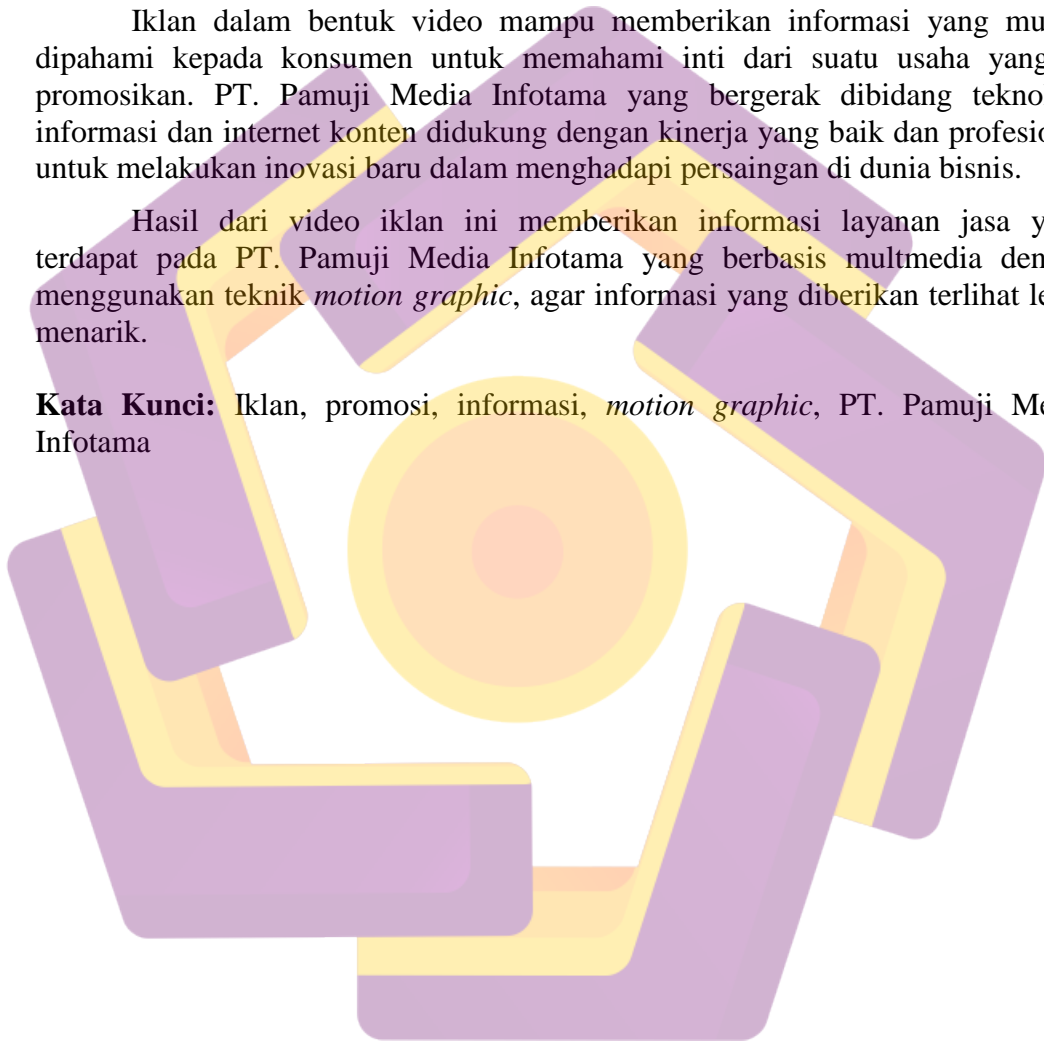 Iklan dalam bentuk video mampu memberikan informasi yang mu
dipahami kepada konsumen untuk memahami inti dari suatu usaha yang
promosikan. PT. Pamuji Media Infotama yang bergerak dibidang tekno
informasi dan internet konten didukung dengan kinerja yang baik dan profesio
untuk melakukan inovasi baru dalam menghadapi persaingan di dunia bisnis.
Hasil dari video iklan ini memberikan informasi layanan jasa y
terdapat pada PT. Pamuji Media Infotama yang berbasis multmedia den
menggunakan teknik motion graphic, agar informasi yang diberikan terlihat le
menarik.
Kata Kunci: Iklan, promosi, informasi, motion graphic, PT. Pamuji Me
Infotama